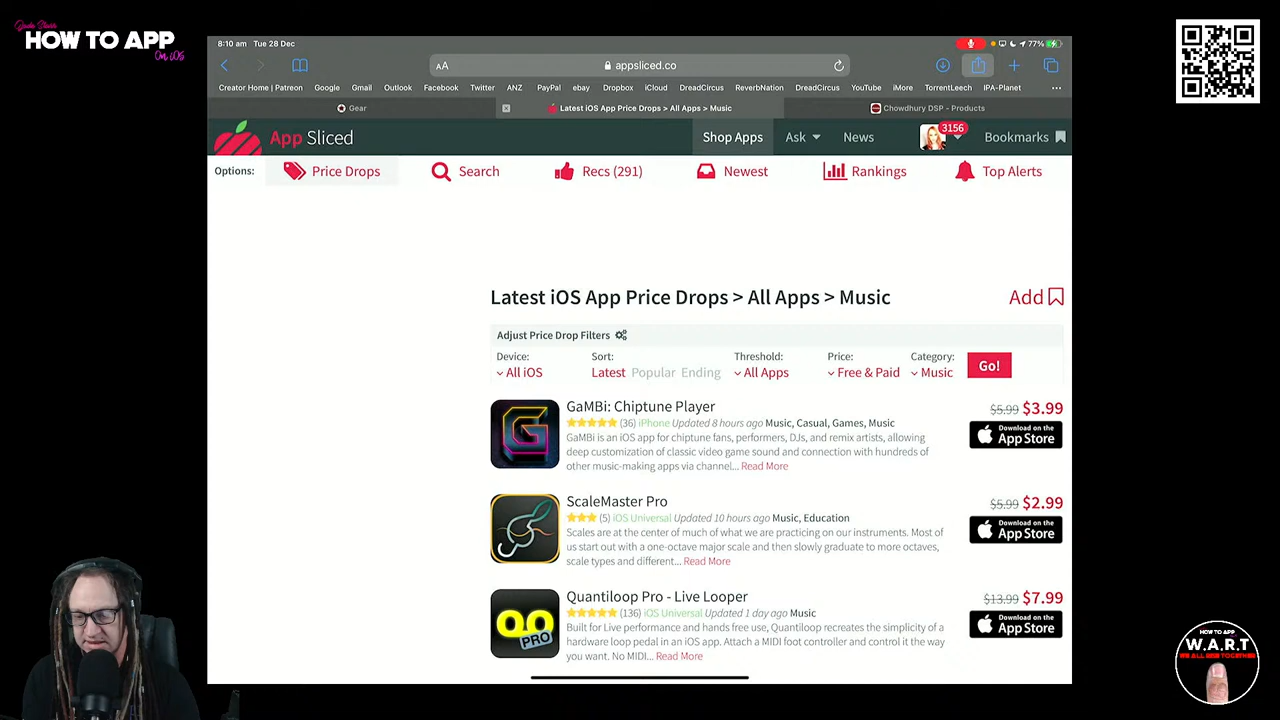 HOW TO APP
On iOS
8:10 am Tue 28 Dec
77%
AA appsliced.co
Creator Home | Patreon Google Gmail Outlook Facebook Twitter ANZ PayPal ebay Dropbox iCloud DreadCircus ReverbNation DreadCircus YouTube iMore TorrentLeech IPA-Planet ...
Gear
Latest iOS App Price Drops > All Apps > Music
Chowdhury DSP - Products
App Sliced
Shop Apps Ask News 3156 Bookmarks
Options: Price Drops Search Recs (291) Newest Rankings Top Alerts
Latest iOS App Price Drops > All Apps > Music Add
Adjust Price Drop Filters
Device: Sort: Threshold: Price: Category:
All iOS Latest Popular Ending All Apps Free & Paid Music Go!
GaMBi: Chiptune Player $5.99 $3.99
(36) iPhone Updated 8 hours ago Music, Casual, Games, Music
GaMBi is an iOS app for chiptune fans, performers, DJs, and remix artists, allowing
deep customization of classic video game sound and connection with hundreds of
other music-making apps via channel... Read More
Download on the
App Store
ScaleMaster Pro $5.99 $2.99
(5) iOS Universal Updated 10 hours ago Music, Education
Scales are at the center of much of what we are practicing on our instruments. Most of
us start out with a one-octave major scale and then slowly graduate to more octaves,
scale types and different... Read More
Download on the
App Store
PRO
Quantiloop Pro - Live Looper $13.99 $7.99
(136) iOS Universal Updated 1 day ago Music
Built for Live performance and hands free use, Quantiloop recreates the simplicity of a
hardware loop pedal in an iOS app. Attach a MIDI foot controller and control it the way
you want. No MIDI... Read More
Download on the
App Store
HOW TO APP
W.A.R.T
WE ALL RISE TOGETHER